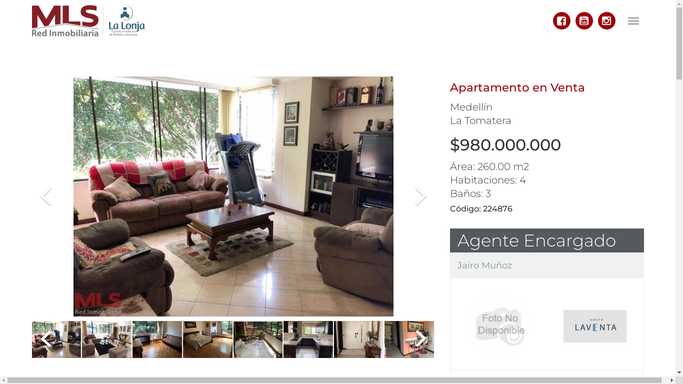 MLS
Red Inmobiliaria
La Lonja
Apartamento en Venta
Medellín
La Tomatera
$980.000.000
Área: 260.00 m2
Habitaciones: 4
Baños: 3
Código: 224876
Agente Encargado
Jairo Muñoz
Foto No
Disponible
LAVENTA
MLS
Red Inmobiliaria